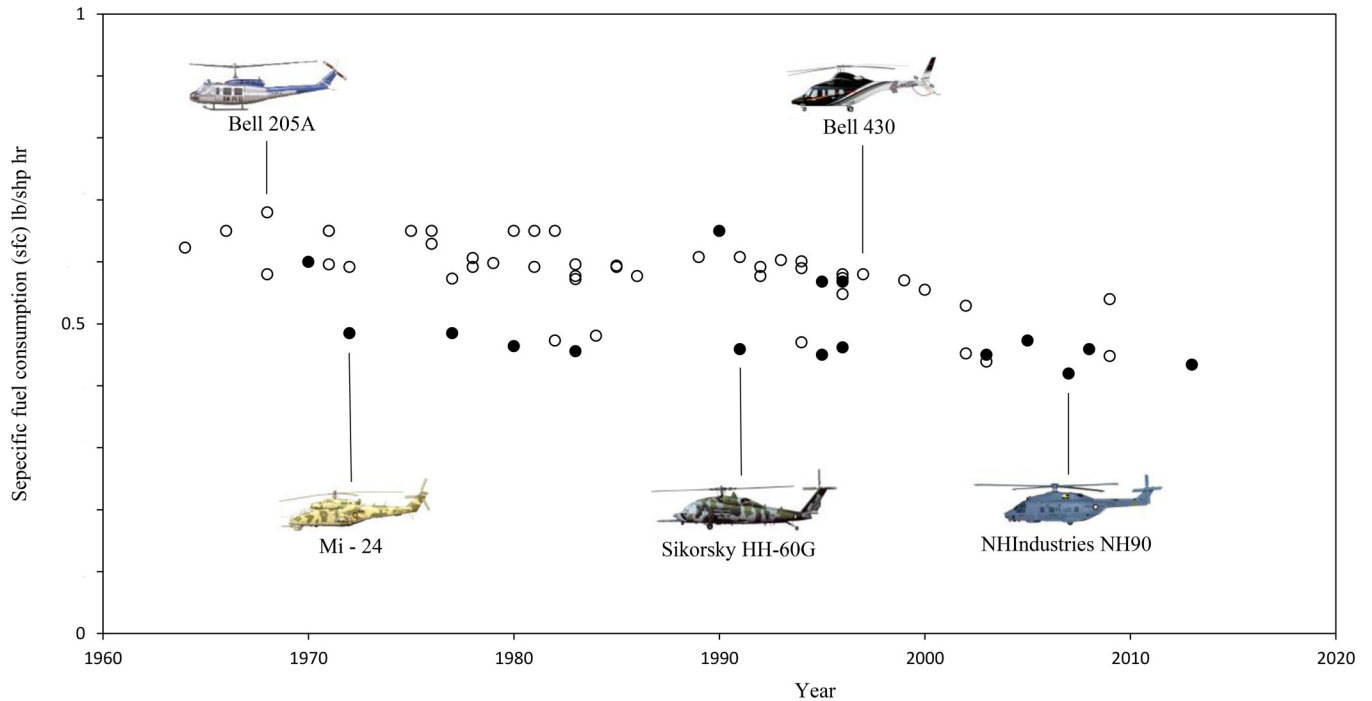 1
Bell 205A
Bell 430
Sepecific fuel consumption (sfc) lb/shp hr
0.5
Mi - 24
Sikorsky HH-60G
NHIndustries NH90
0
1960
1970
1980
1990
2000
2010
2020
Year